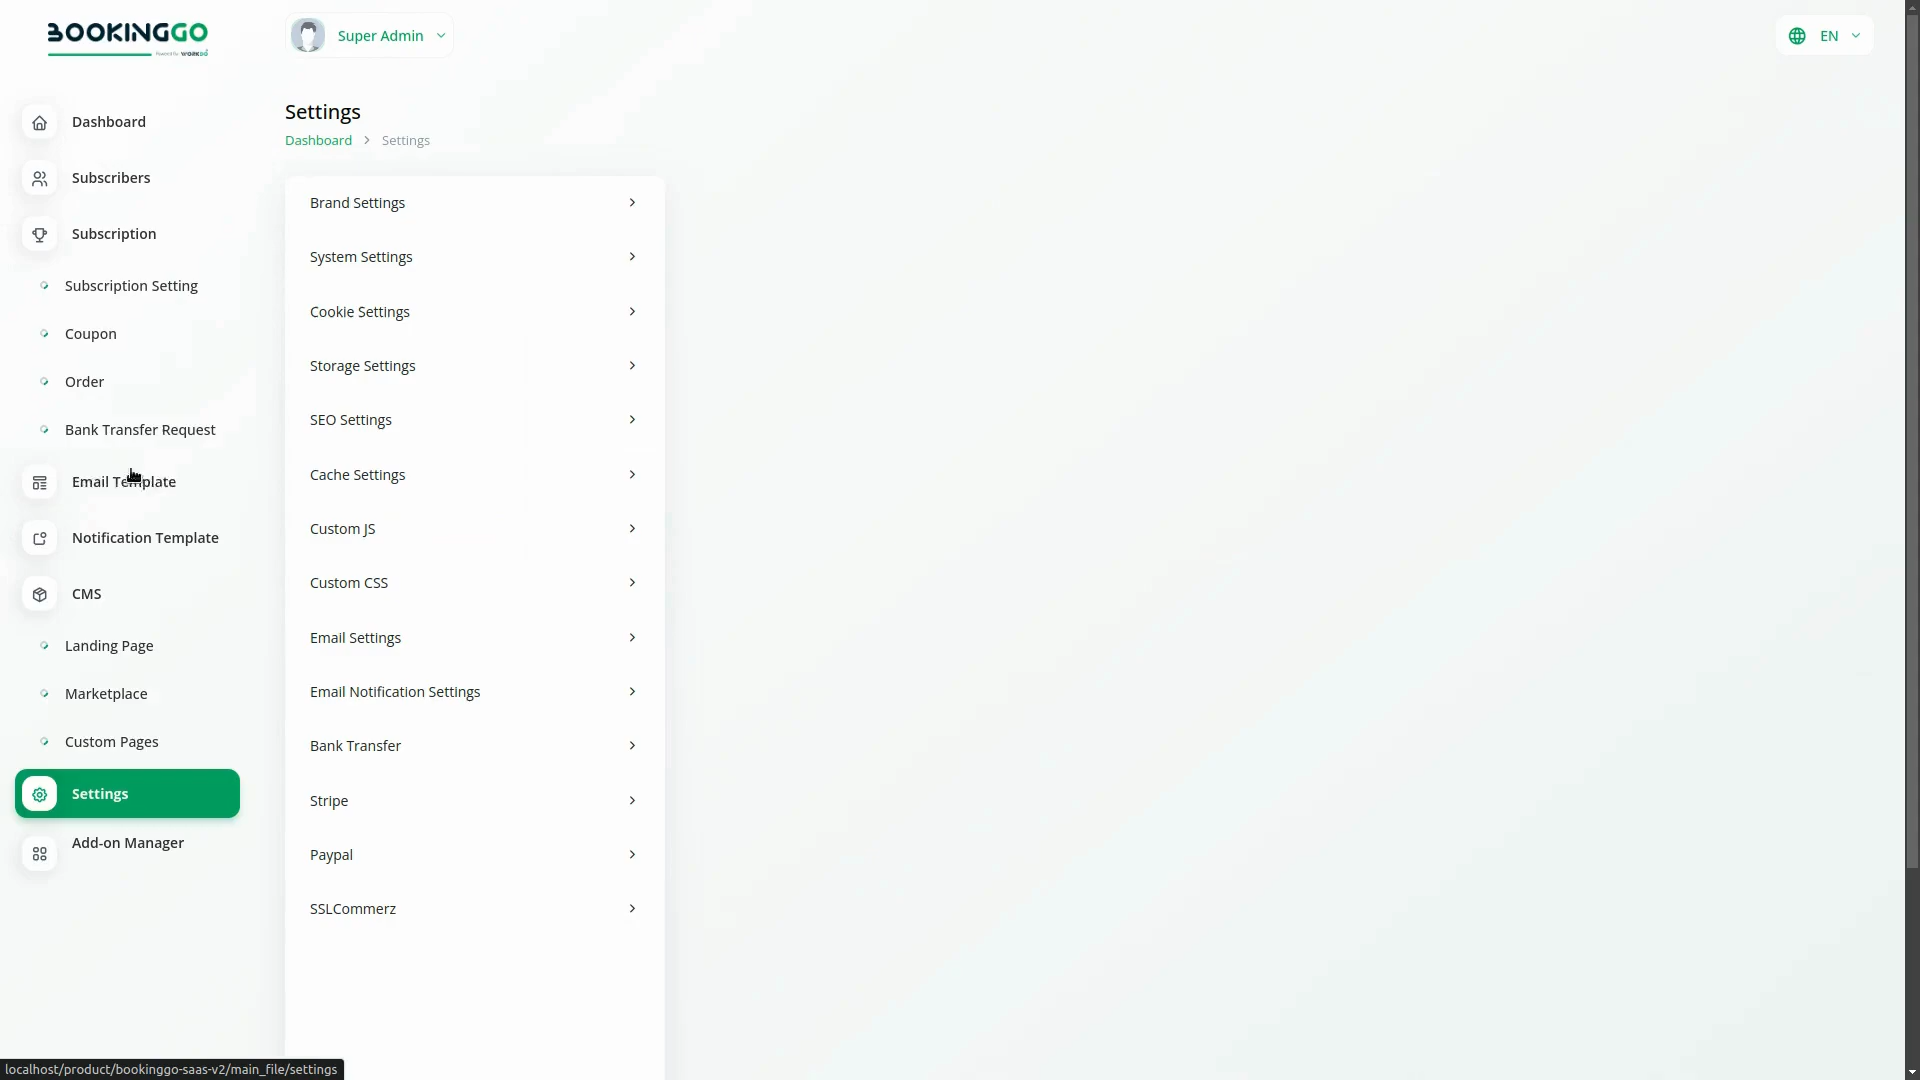 BOOKINGGO
Powered By WORKDO
Super Admin
EN
Dashboard
Subscribers
Subscription
Subscription Setting
Coupon
Order
Bank Transfer Request
Email Template
Notification Template
CMS
Landing Page
Marketplace
Custom Pages
Settings
Add-on Manager
Settings
Dashboard > Settings
Brand Settings
System Settings
Cookie Settings
Storage Settings
SEO Settings
Cache Settings
Custom JS
Custom CSS
Email Settings
Email Notification Settings
Bank Transfer
Stripe
Paypal
SSLCommerz
localhost/product/bookinggo-saas-v2/main_file/settings